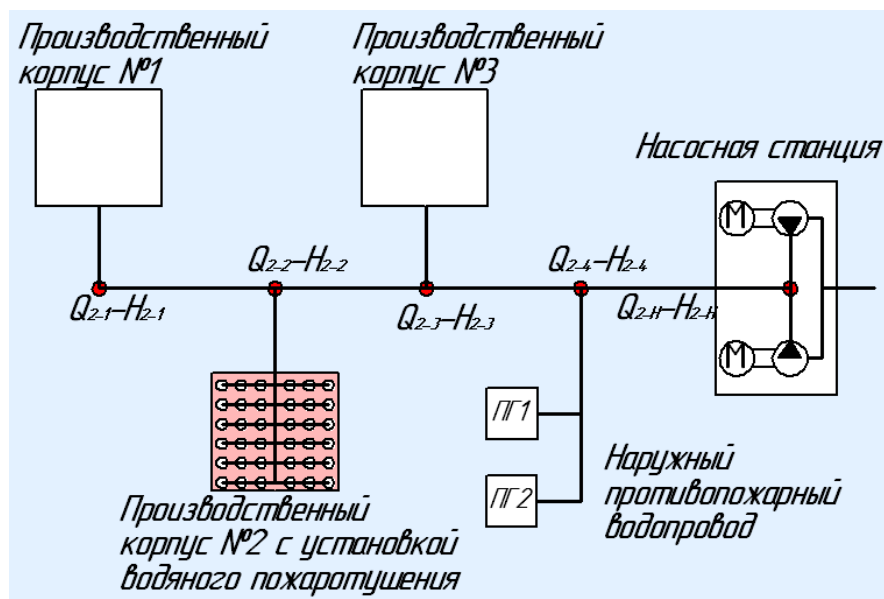 Производственный
корпус №1
Производственный
корпус №3
Насосная станция
М
Q2-2–H2-2
Q2-4–H2-4
Q2-1–H2-1
Q2-3–H2-3
Q2-Н–H2-Н
М
ПГ1
ПГ2
Наружный
противопожарный
водопровод
Производственный
корпус №2 с установкой
водяного пожаротушения